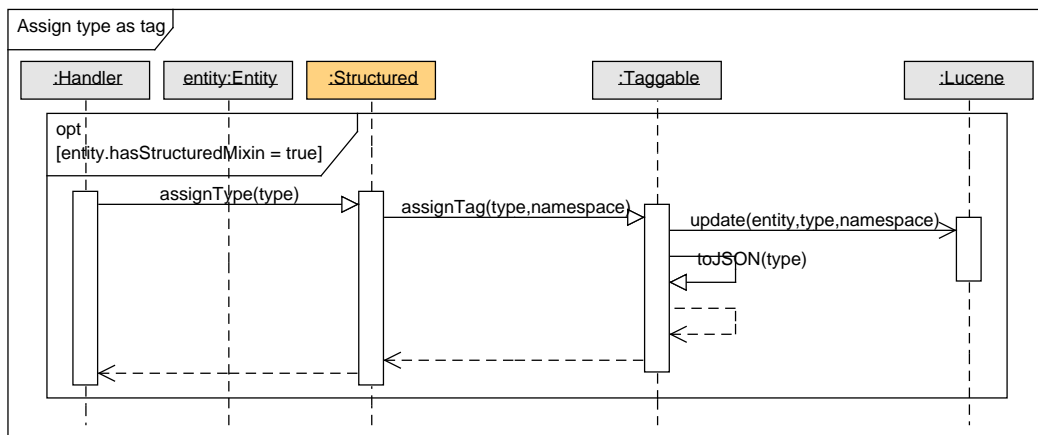 Assign type as tag
:Handler
entity:Entity
:Structured
:Taggable
:Lucene
opt
[entity.hasStructuredMixin = true]
assignType(type)
assignTag(type,namespace)
update(entity,type,namespace)
toJSON(type)